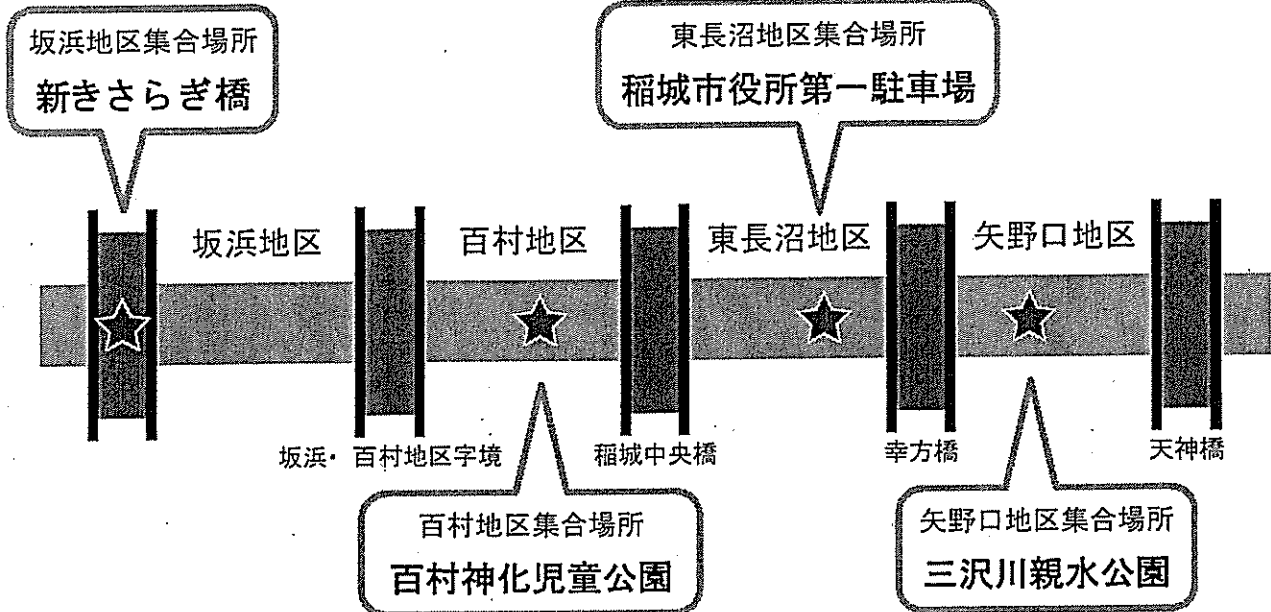 坂浜地区集合場所
新きさらぎ橋
東長沼地区集合場所
稲城市役所第一駐車場
坂浜地区
百村地区
東長沼地区
矢野口地区
坂浜・百村地区字境
稲城中央橋
幸方橋
天神橋
百村地区集合場所
百村神化児童公園
矢野口地区集合場所
三沢川親水公園